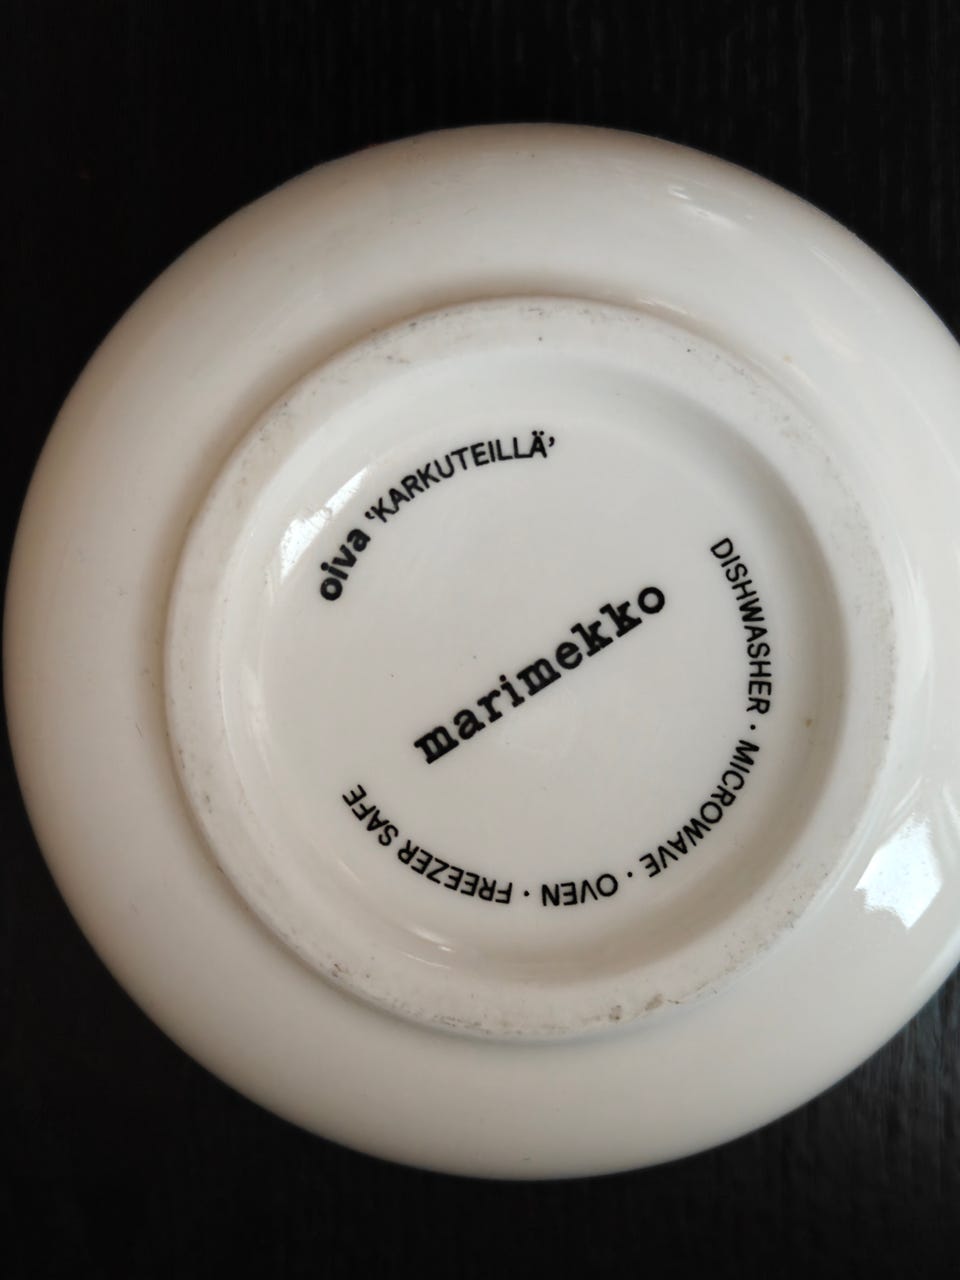 oiva 'KARKUTEILLÄ'
marimekko
DISHWASHER · MICROWAVE · OVEN · FREEZER SAFE